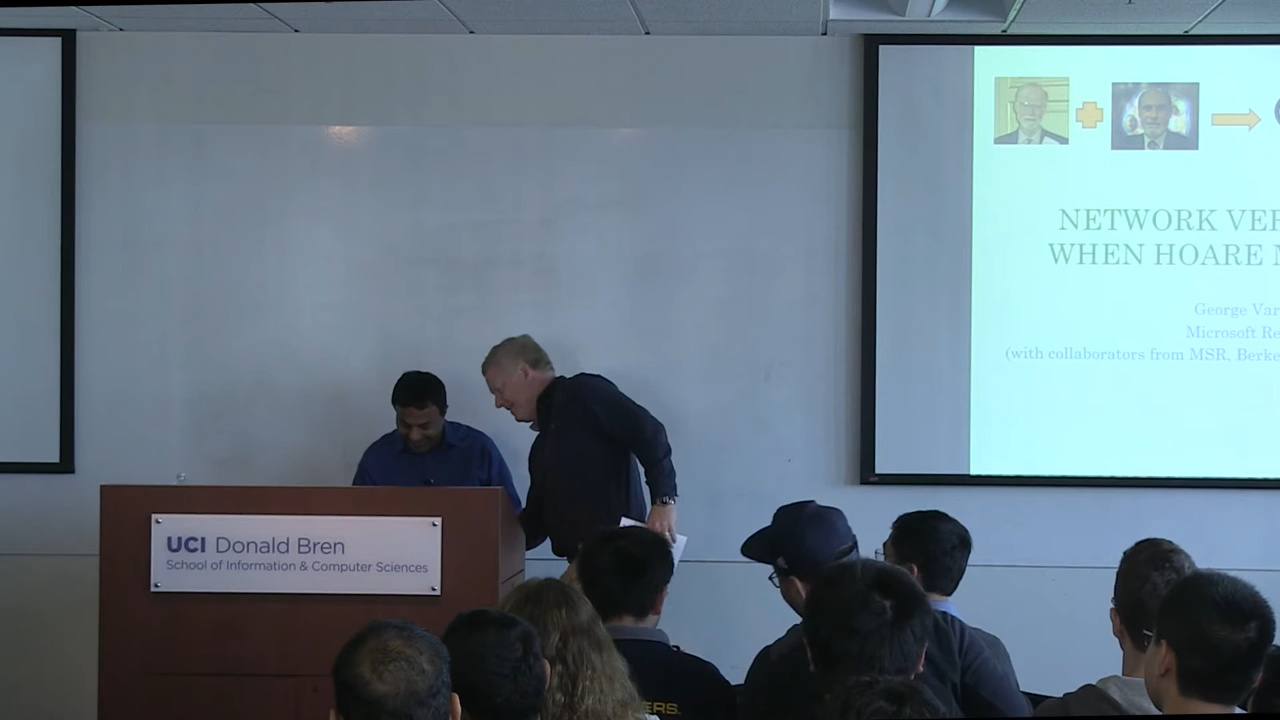 NETWORK VER
WHEN HOARE
George Var
Microsoft Re
(with collaborators from MSR, Berke
UCI Donald Bren
School of Information & Computer Sciences
ERS.